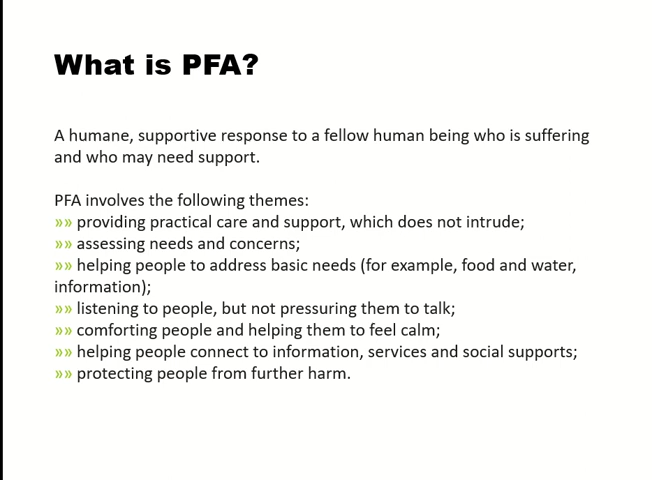 What is PFA?
A humane, supportive response to a fellow human being who is suffering
and who may need support.
PFA involves the following themes:
»» providing practical care and support, which does not intrude;
»» assessing needs and concerns;
»» helping people to address basic needs (for example, food and water,
information);
»» listening to people, but not pressuring them to talk;
»» comforting people and helping them to feel calm;
»» helping people connect to information, services and social supports;
»» protecting people from further harm.